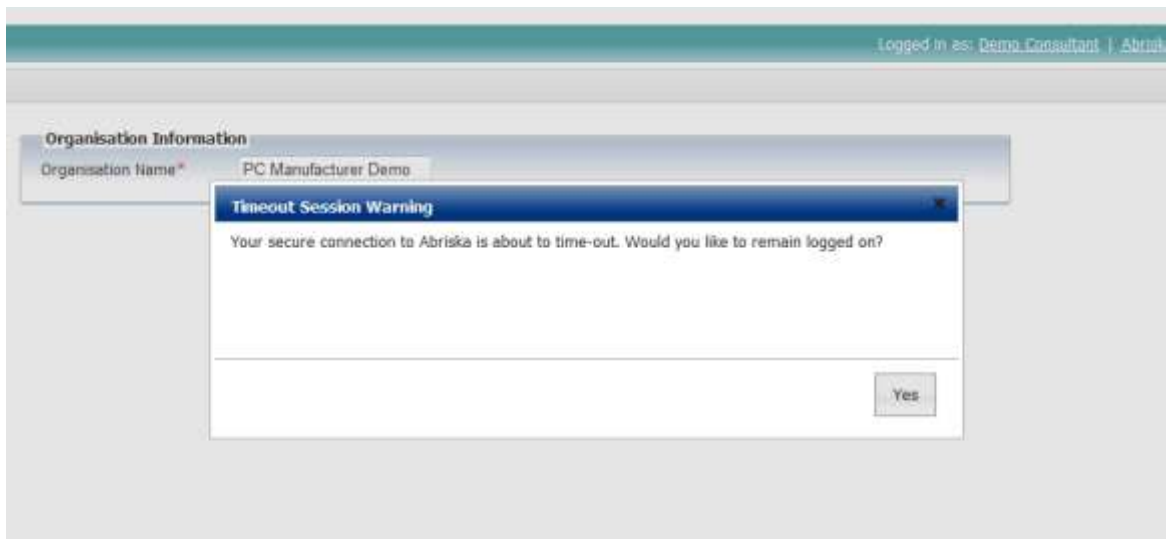 Logged in as: Demo Consultant | Abrisk
Organisation Information
Organisation Name* PC Manufacturer Demo
Timeout Session Warning
Your secure connection to Abriska is about to time-out. Would you like to remain logged on?
Yes